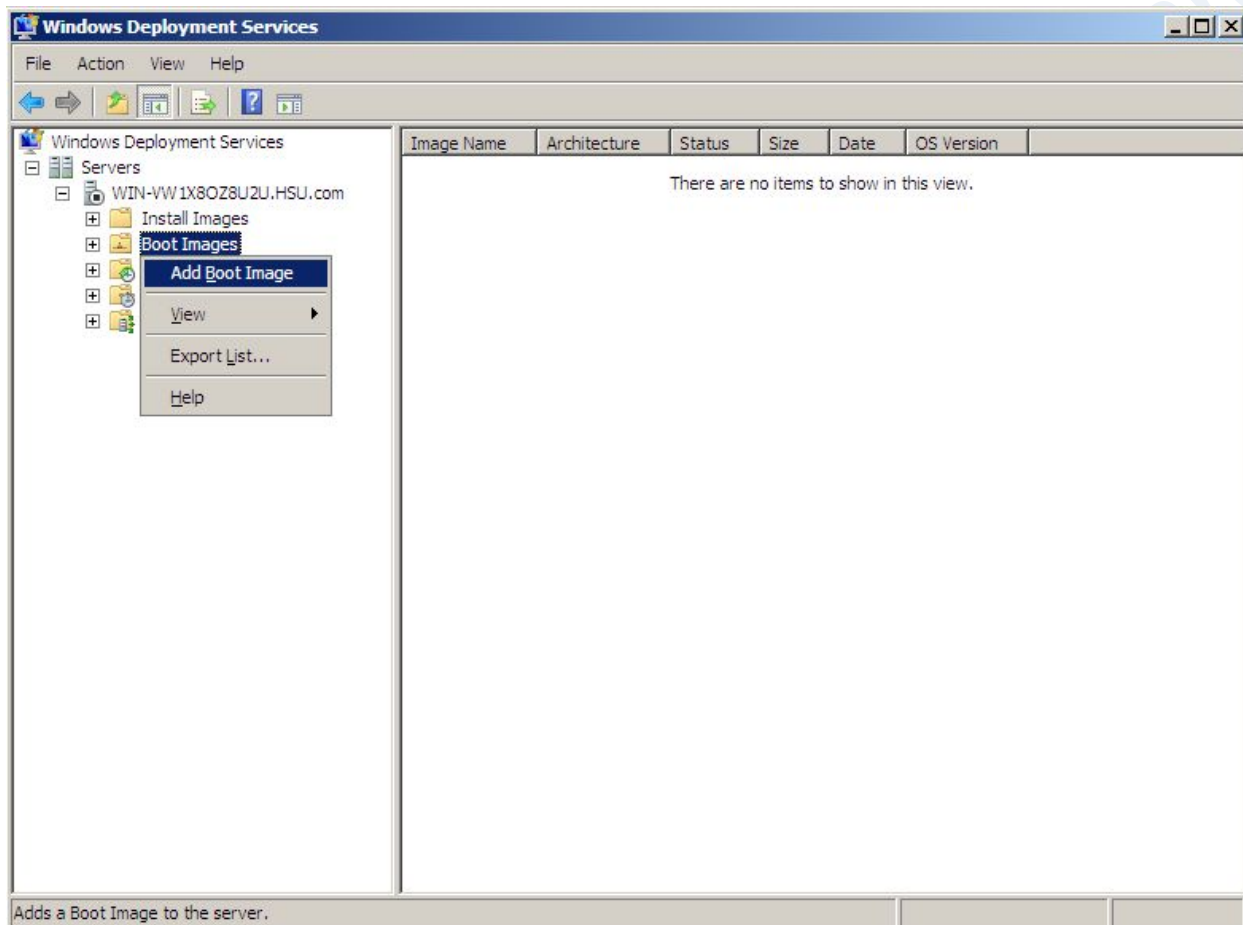 Windows Deployment Services
File Action View Help
Windows Deployment Services
Servers
WIN-VW1X8OZ8U2U.HSU.com
Install Images
Boot Images
Add Boot Image
View
Export List...
Help
Image Name Architecture Status Size Date OS Version
There are no items to show in this view.
Adds a Boot Image to the server.